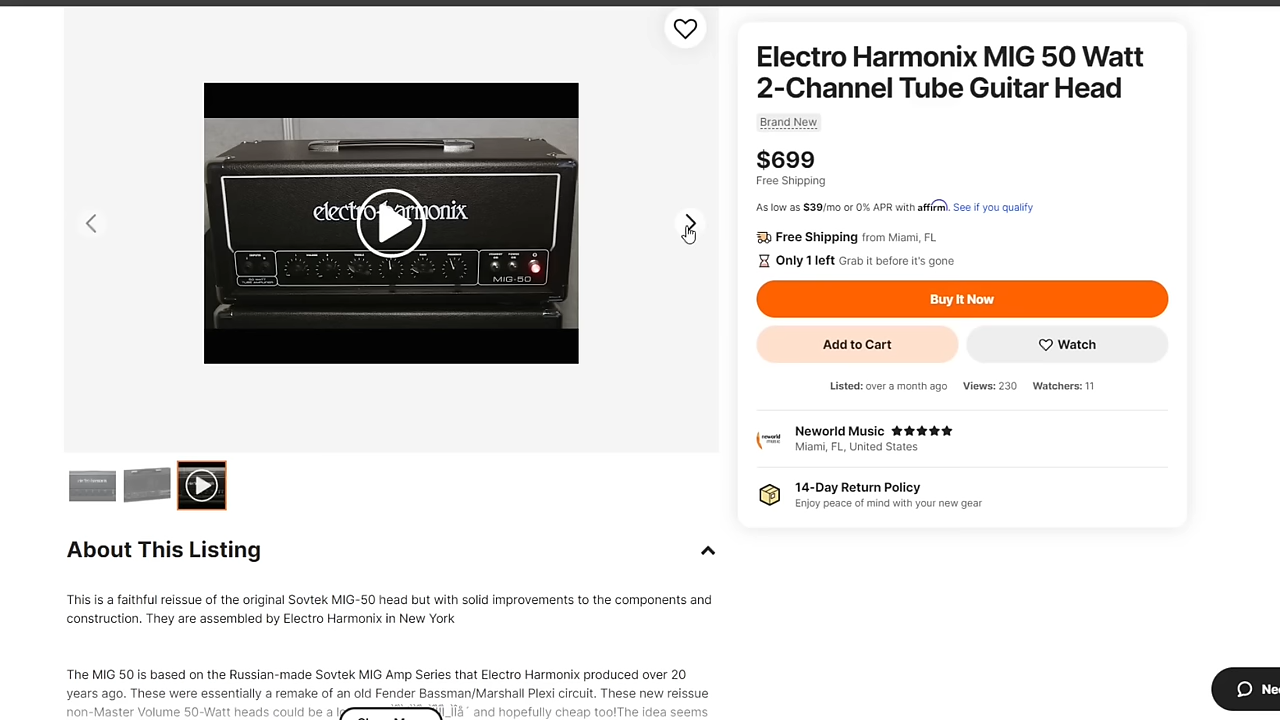 Electro Harmonix MIG 50 Watt
2-Channel Tube Guitar Head
Brand New
$699
Free Shipping
As low as $39/mo or 0% APR with affirm. See if you qualify
Free Shipping from Miami, FL
Only 1 left Grab it before it's gone
Buy It Now
Add to Cart
Watch
Listed: over a month ago Views: 230 Watchers: 11
neworld music
Neworld Music
Miami, FL, United States
14-Day Return Policy
Enjoy peace of mind with your new gear
electro-harmonix
MIG-50
About This Listing
This is a faithful reissue of the original Sovtek MIG-50 head but with solid improvements to the components and
construction. They are assembled by Electro Harmonix in New York
The MIG 50 is based on the Russian-made Sovtek MIG Amp Series that Electro Harmonix produced over 20
years ago. These were essentially a remake of an old Fender Bassman/Marshall Plexi circuit. These new reissue
non-Master Volume 50-Watt heads could be a and hopefully cheap too!The idea seems